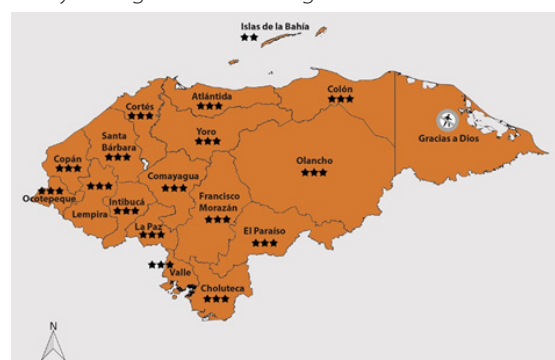 Islas de la Bahía
Atlántida
Colón
Cortés
Yoro
Gracias a Dios
Santa
Bárbara
Copán
Olancho
Comayagua
Ocotepeque
Intibucá
Francisco
Morazán
Lempira
La Paz
El Paraíso
Valle
Choluteca
N